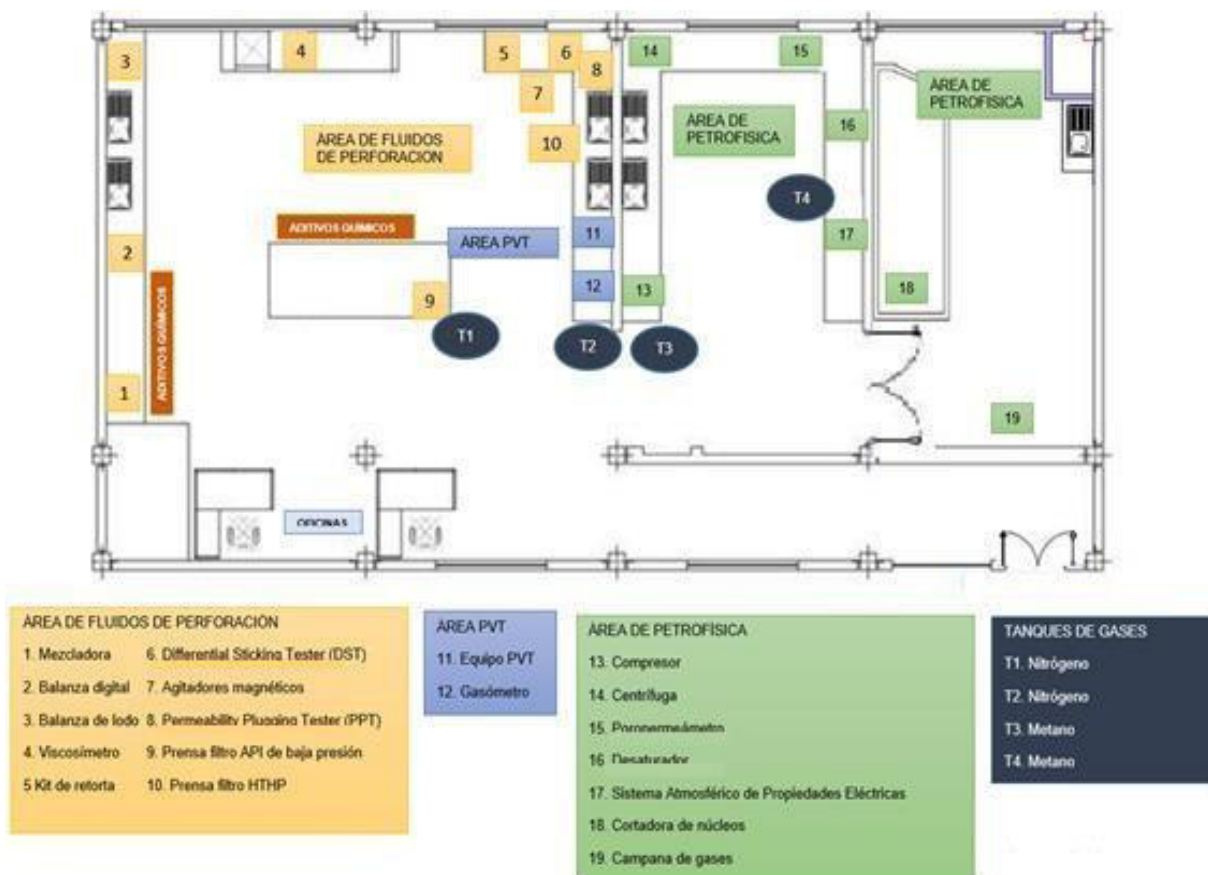 3
4
5
6
8
7
10
14
15
ÁREA DE FLUIDOS
DE PERFORACION
ÁREA DE
PETROFISICA
ÁREA DE
PETROFISICA
16
T4
ADITIVOS QUÍMICOS
ÁREA PVT
11
17
2
12
13
18
9
T1
T2
T3
ADITIVOS QUÍMICOS
1
19
OFICINAS
ÁREA DE FLUIDOS DE PERFORACIÓN
1. Mezcladora
2. Balanza digital
3. Balanza de lodo
4. Viscosímetro
5 Kit de retorta
6. Differential Sticking Tester (DST)
7. Agitadores magnéticos
8. Permeability Plugging Tester (PPT)
9. Prensa filtro API de baja presión
10. Prensa filtro HTHP
ÁREA PVT
11. Equipo PVT
12. Gasómetro
ÁREA DE PETROFÍSICA
13. Compresor
14. Centrífuga
15. Poropermeámetro
16 Desaturador
17. Sistema Atmosférico de Propiedades Eléctricas
18. Cortadora de núcleos
19. Campana de gases
TANQUES DE GASES
T1. Nitrógeno
T2. Nitrógeno
T3. Metano
T4. Metano